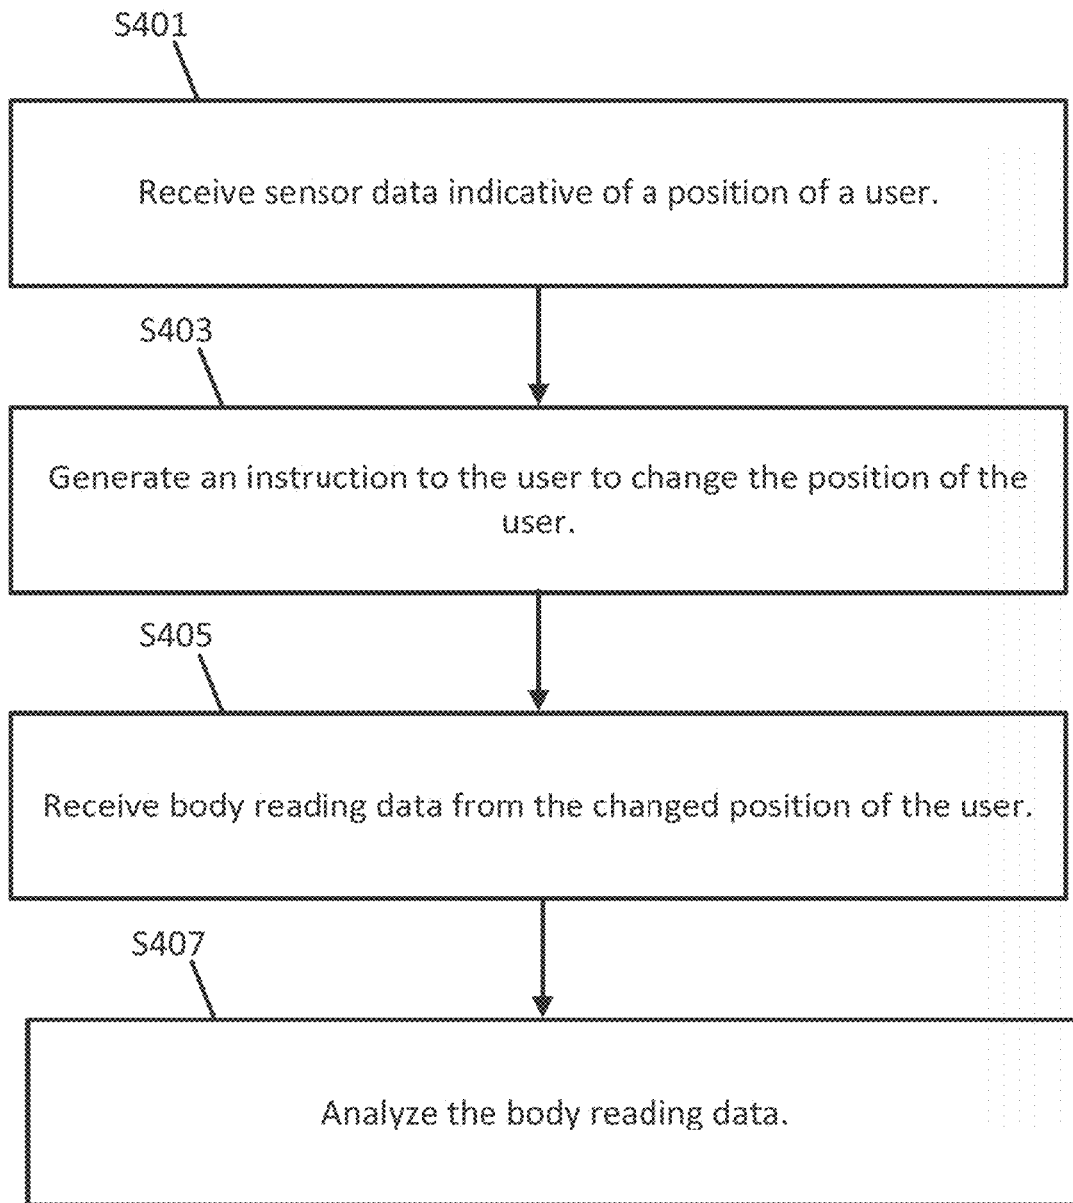 S401
Receive sensor data indicative of a position of a user.
S403
Generate an instruction to the user to change the position of the
user.
S405
Receive body reading data from the changed position of the user.
S407
Analyze the body reading data.